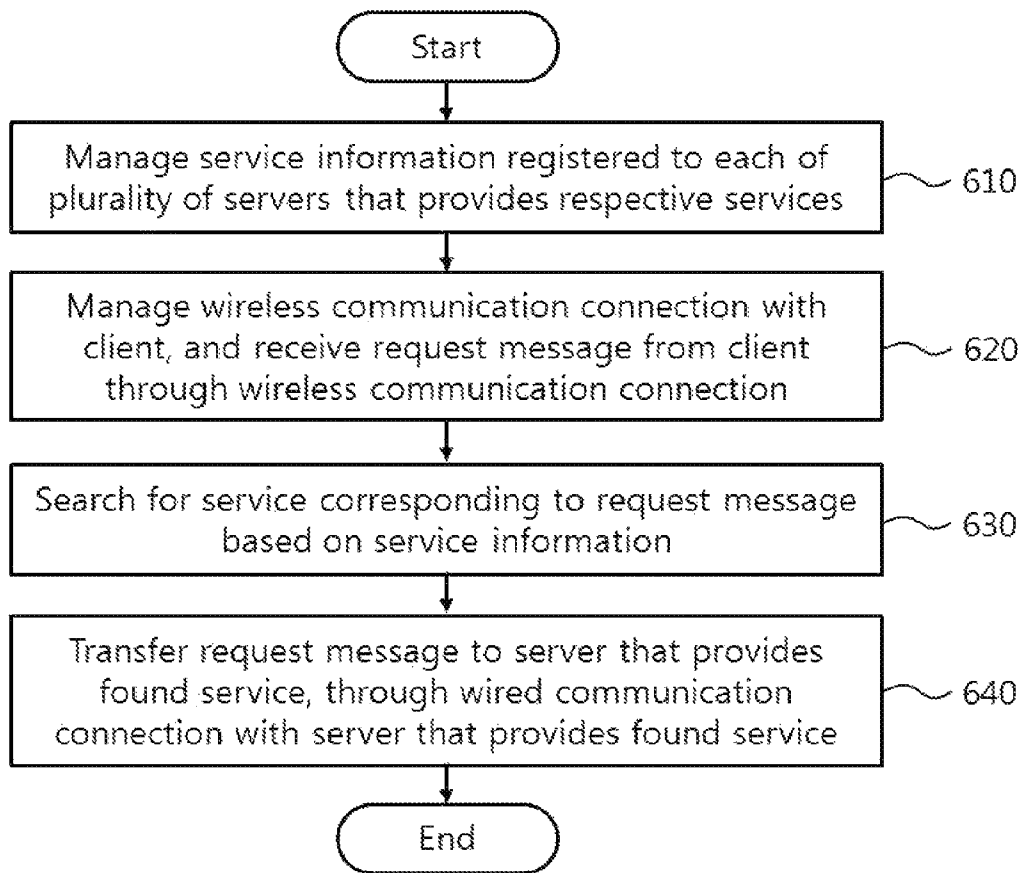 Start
Manage service information registered to each of
plurality of servers that provides respective services
610
Manage wireless communication connection with
client, and receive request message from client
through wireless communication connection
620
Search for service corresponding to request message
based on service information
630
Transfer request message to server that provides
found service, through wired communication
connection with server that provides found service
640
End